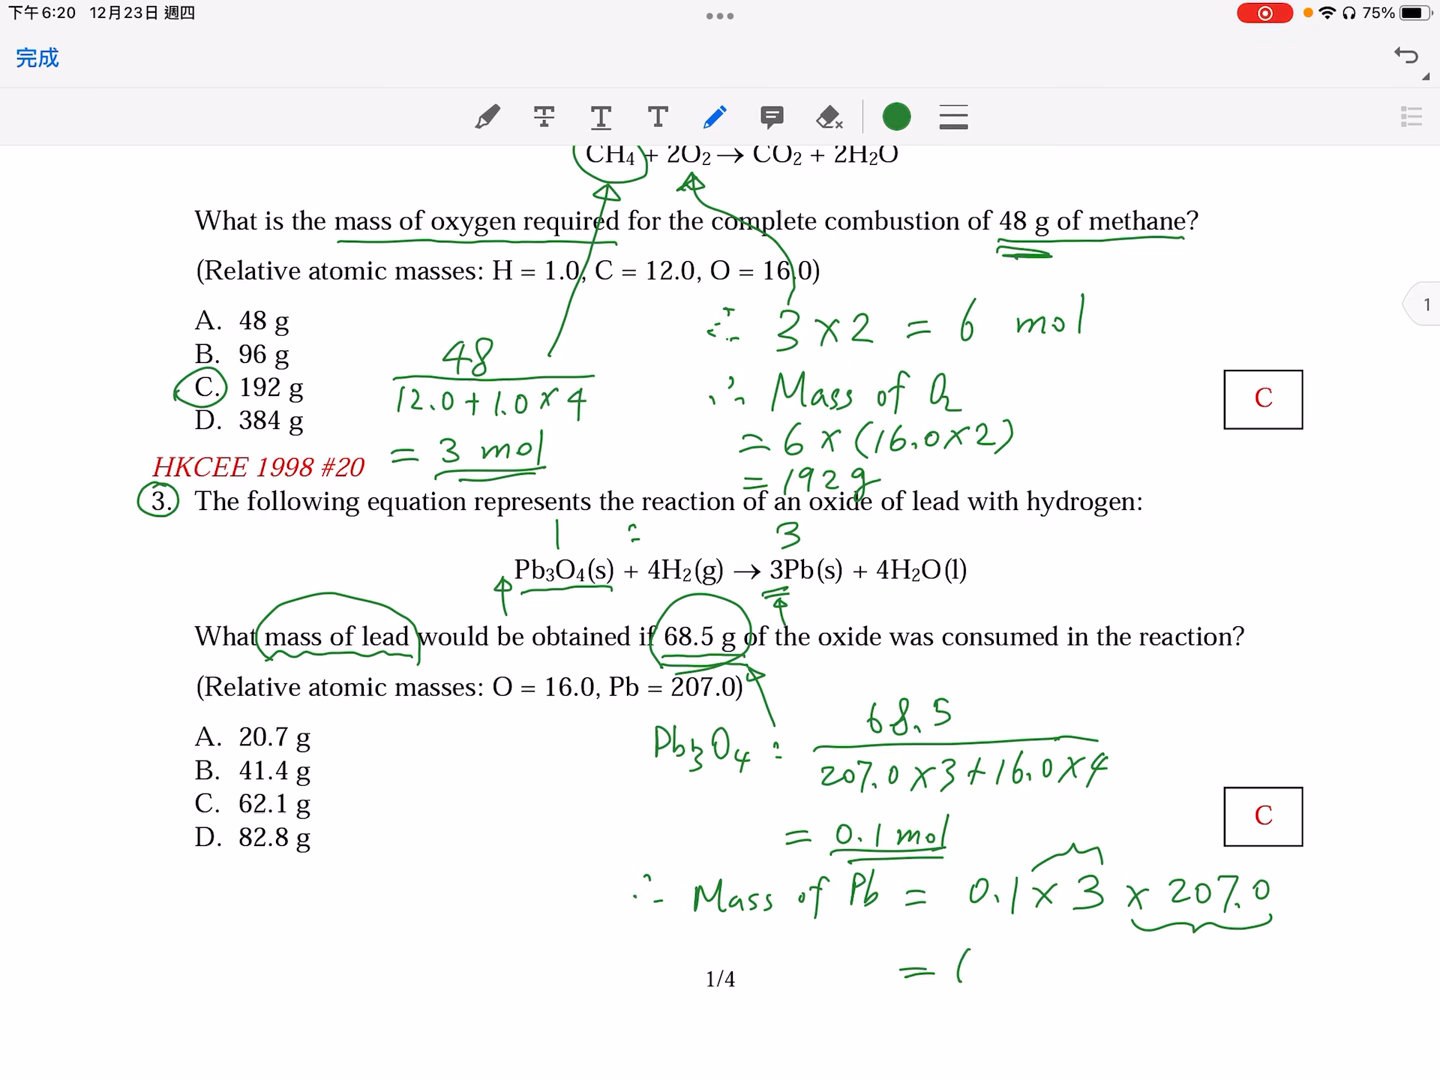 下午6:20 12月23日 週四
75%
完成
T T T
CH4 + 2O2 → CO2 + 2H2O
What is the mass of oxygen required for the complete combustion of 48 g of methane?
(Relative atomic masses: H = 1.0, C = 12.0, O = 16.0)
A. 48 g
B. 96 g
C. 192 g
D. 384 g
48
12.0 + 1.0 × 4
= 3 mol
∴ 3 × 2 = 6 mol
∴ Mass of O2
= 6 × (16.0×2)
= 192 g
C
1
HKCEE 1998 #20
3. The following equation represents the reaction of an oxide of lead with hydrogen:
1 : 3
Pb3O4(s) + 4H2(g) → 3Pb(s) + 4H2O(l)
What mass of lead would be obtained if 68.5 g of the oxide was consumed in the reaction?
(Relative atomic masses: O = 16.0, Pb = 207.0)
A. 20.7 g
B. 41.4 g
C. 62.1 g
D. 82.8 g
Pb3O4 :
68.5
207.0 × 3 + 16.0 × 4
= 0.1 mol
C
∴ Mass of Pb = 0.1 × 3 × 207.0
= (
1/4